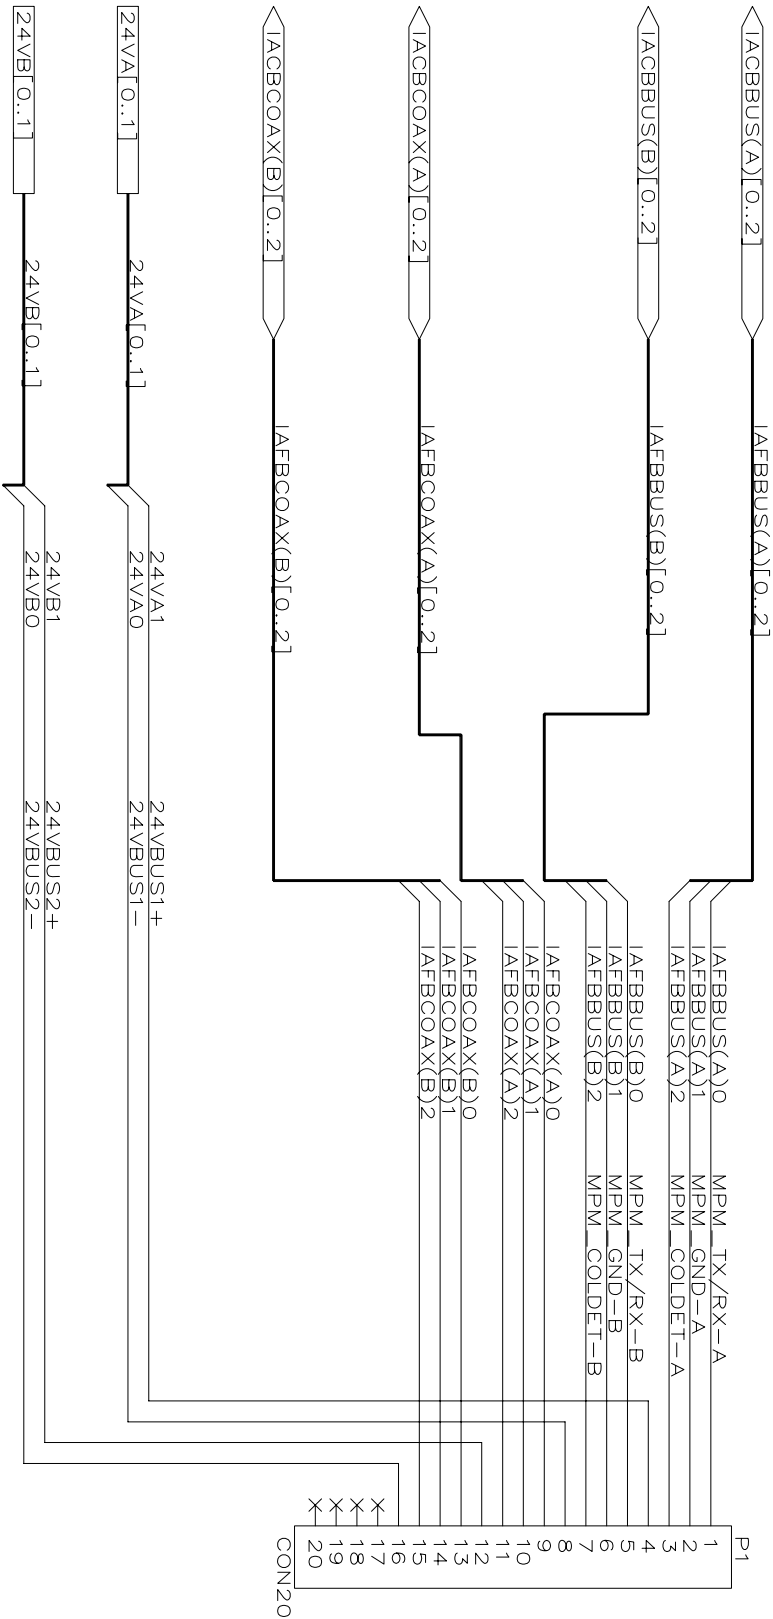 IACBBUS(A)[0..2]
IAFBBUS(A)[0..2]
IACBBUS(B)[0..2]
IAFBBUS(B)[0..2]
IACBCOAX(A)[0..2]
IAFBCOAX(A)[0..2]
IACBCOAX(B)[0..2]
IAFBCOAX(B)[0..2]
24VA[0..1]
24VA[0..1]
24VB[0..1]
24VB[0..1]
IAFBBUS(A)0
MPM_TX/RX-A
IAFBBUS(A)1
MPM_GND-A
IAFBBUS(A)2
MPM_COLDET-A
IAFBBUS(B)0
MPM_TX/RX-B
IAFBBUS(B)1
MPM_GND-B
IAFBBUS(B)2
MPM_COLDET-B
IAFBCOAX(A)0
IAFBCOAX(A)1
IAFBCOAX(A)2
IAFBCOAX(B)0
IAFBCOAX(B)1
IAFBCOAX(B)2
24VA1
24VBUS1+
24VA0
24VBUS1-
24VB1
24VBUS2+
24VB0
24VBUS2-
P1
1
2
3
4
5
6
7
8
9
10
11
12
13
14
15
16
17
18
19
20
CON20